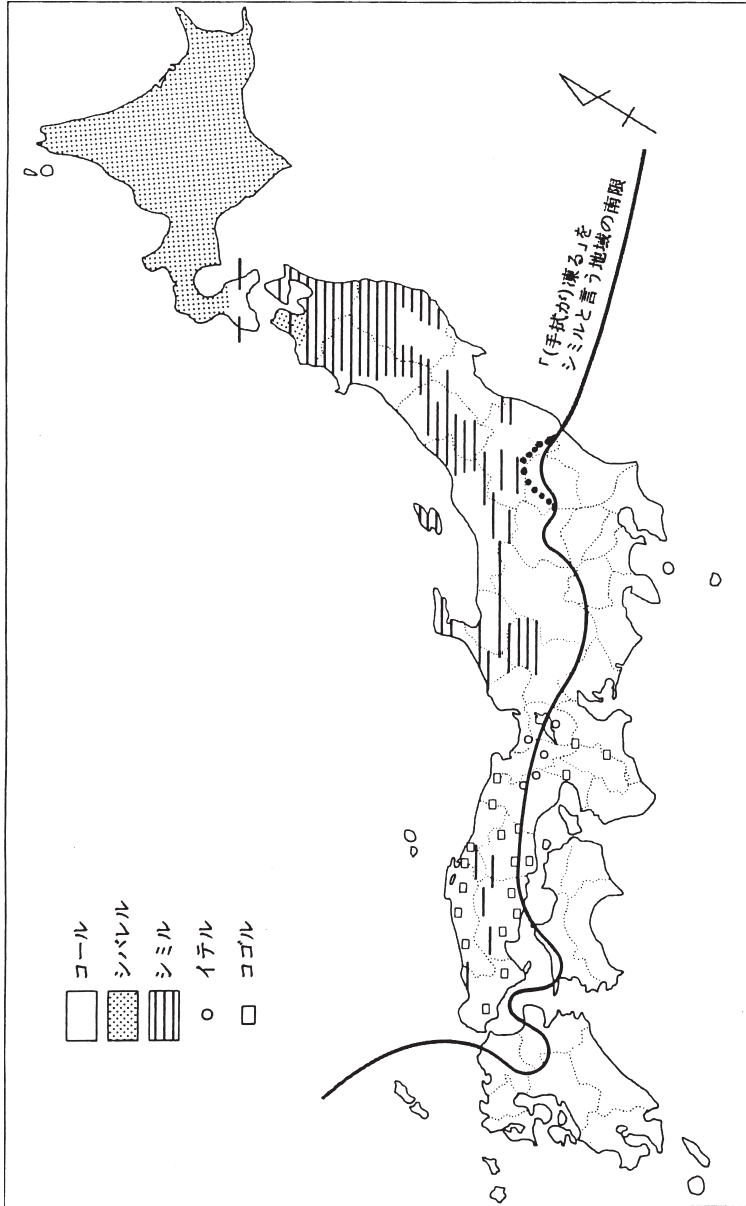 「(手拭が)凍る」を
シミルと言う地域の南限
コール
シバレル
シミル
イテル
コゴル